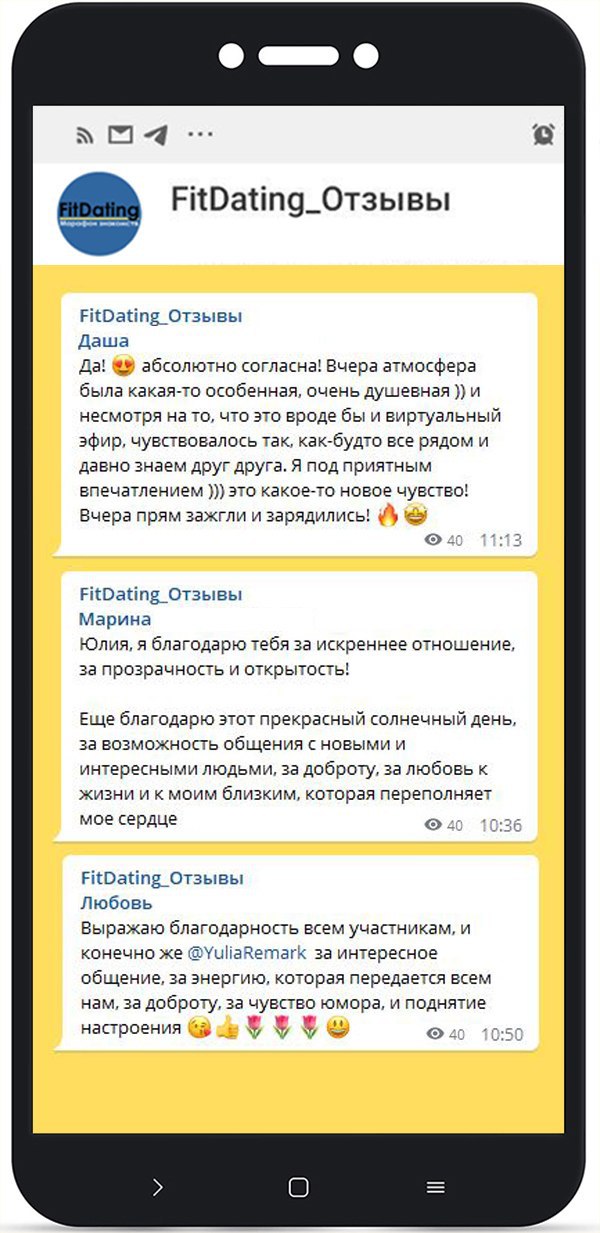 FitDating
Марафон знакомств
FitDating_Отзывы
FitDating_Отзывы
Даша
Да! 😍 абсолютно согласна! Вчера атмосфера
была какая-то особенная, очень душевная )) и
несмотря на то, что это вроде бы и виртуальный
эфир, чувствовалось так, как-будто все рядом и
давно знаем друг друга. Я под приятным
впечатлением ))) это какое-то новое чувство!
Вчера прям зажгли и зарядились! 🔥 🤩
40 11:13
FitDating_Отзывы
Марина
Юлия, я благодарю тебя за искреннее отношение,
за прозрачность и открытость!
Еще благодарю этот прекрасный солнечный день,
за возможность общения с новыми и
интересными людьми, за доброту, за любовь к
жизни и к моим близким, которая переполняет
мое сердце
40 10:36
FitDating_Отзывы
Любовь
Выражаю благодарность всем участникам, и
конечно же @YuliaRemark за интересное
общение, за энергию, которая передается всем
нам, за доброту, за чувство юмора, и поднятие
настроения 😘👍🌷🌷🌷😃
40 10:50